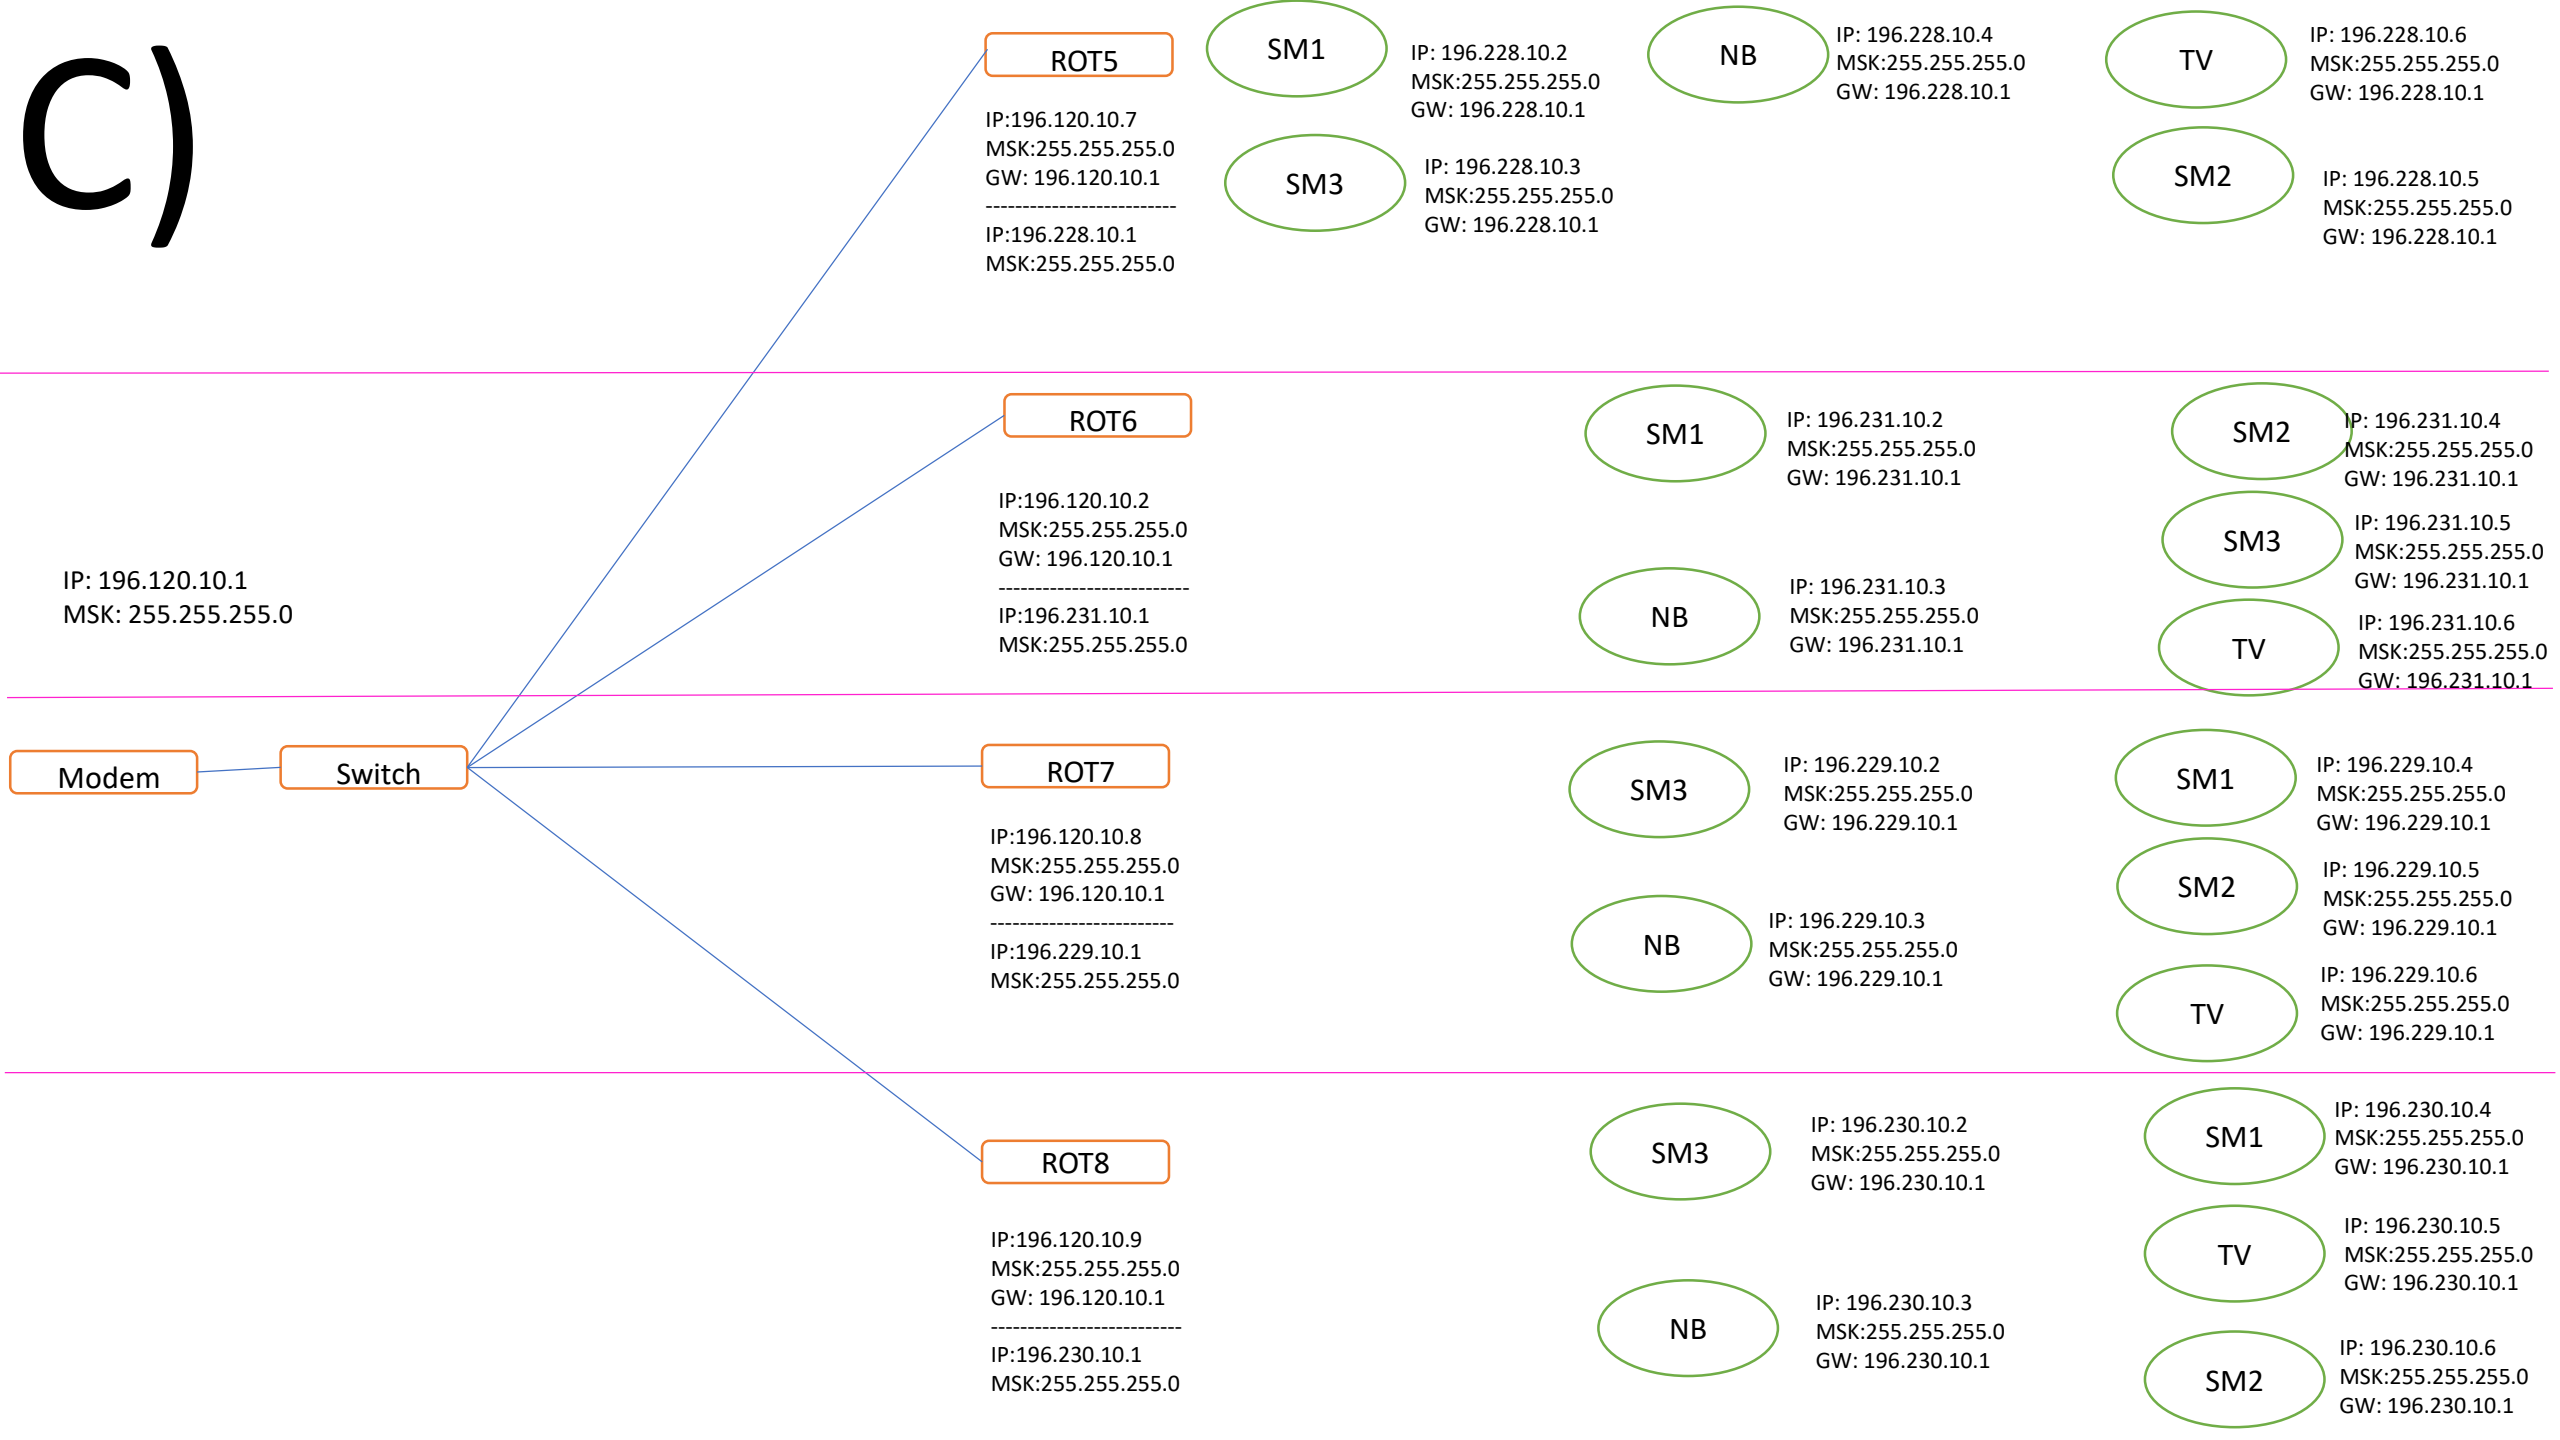 C)
ROT5
IP:196.120.10.7
MSK:255.255.255.0
GW: 196.120.10.1
--------------------------
IP:196.228.10.1
MSK:255.255.255.0
SM1
IP: 196.228.10.2
MSK:255.255.255.0
GW: 196.228.10.1
SM3
IP: 196.228.10.3
MSK:255.255.255.0
GW: 196.228.10.1
NB
IP: 196.228.10.4
MSK:255.255.255.0
GW: 196.228.10.1
TV
IP: 196.228.10.6
MSK:255.255.255.0
GW: 196.228.10.1
SM2
IP: 196.228.10.5
MSK:255.255.255.0
GW: 196.228.10.1
IP: 196.120.10.1
MSK: 255.255.255.0
ROT6
IP:196.120.10.2
MSK:255.255.255.0
GW: 196.120.10.1
--------------------------
IP:196.231.10.1
MSK:255.255.255.0
SM1
IP: 196.231.10.2
MSK:255.255.255.0
GW: 196.231.10.1
NB
IP: 196.231.10.3
MSK:255.255.255.0
GW: 196.231.10.1
SM2
IP: 196.231.10.4
MSK:255.255.255.0
GW: 196.231.10.1
SM3
IP: 196.231.10.5
MSK:255.255.255.0
GW: 196.231.10.1
TV
IP: 196.231.10.6
MSK:255.255.255.0
GW: 196.231.10.1
Modem
Switch
ROT7
IP:196.120.10.8
MSK:255.255.255.0
GW: 196.120.10.1
-------------------------
IP:196.229.10.1
MSK:255.255.255.0
SM3
IP: 196.229.10.2
MSK:255.255.255.0
GW: 196.229.10.1
NB
IP: 196.229.10.3
MSK:255.255.255.0
GW: 196.229.10.1
SM1
IP: 196.229.10.4
MSK:255.255.255.0
GW: 196.229.10.1
SM2
IP: 196.229.10.5
MSK:255.255.255.0
GW: 196.229.10.1
TV
IP: 196.229.10.6
MSK:255.255.255.0
GW: 196.229.10.1
ROT8
IP:196.120.10.9
MSK:255.255.255.0
GW: 196.120.10.1
--------------------------
IP:196.230.10.1
MSK:255.255.255.0
SM3
IP: 196.230.10.2
MSK:255.255.255.0
GW: 196.230.10.1
NB
IP: 196.230.10.3
MSK:255.255.255.0
GW: 196.230.10.1
SM1
IP: 196.230.10.4
MSK:255.255.255.0
GW: 196.230.10.1
TV
IP: 196.230.10.5
MSK:255.255.255.0
GW: 196.230.10.1
SM2
IP: 196.230.10.6
MSK:255.255.255.0
GW: 196.230.10.1